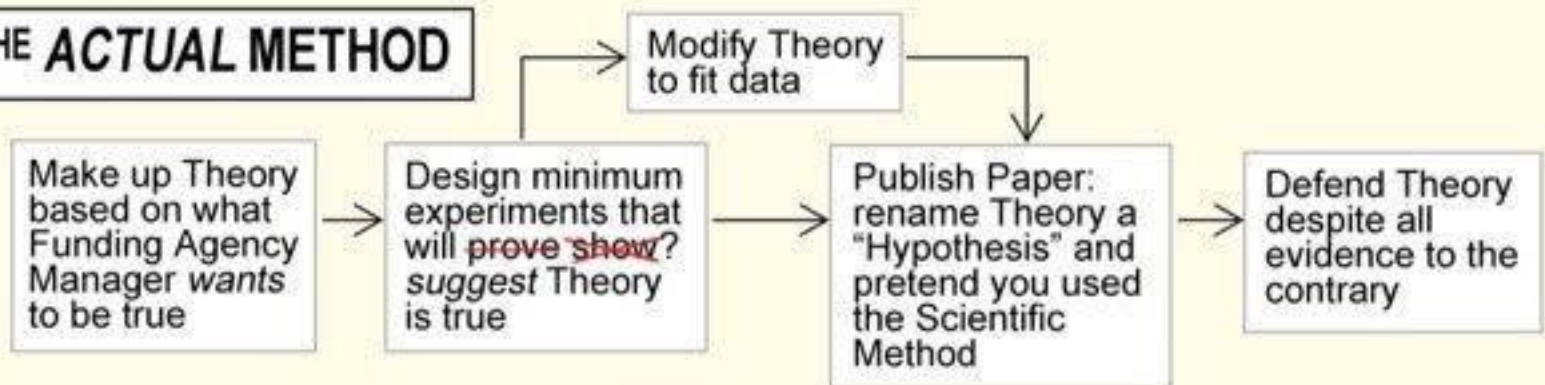 HE ACTUAL METHOD
Modify Theory
to fit data
Make up Theory
based on what
Funding Agency
Manager wants
to be true
Design minimum
experiments that
will prove show?
suggest Theory
is true
Publish Paper:
rename Theory a
“Hypothesis” and
pretend you used
the Scientific
Method
Defend Theory
despite all
evidence to the
contrary